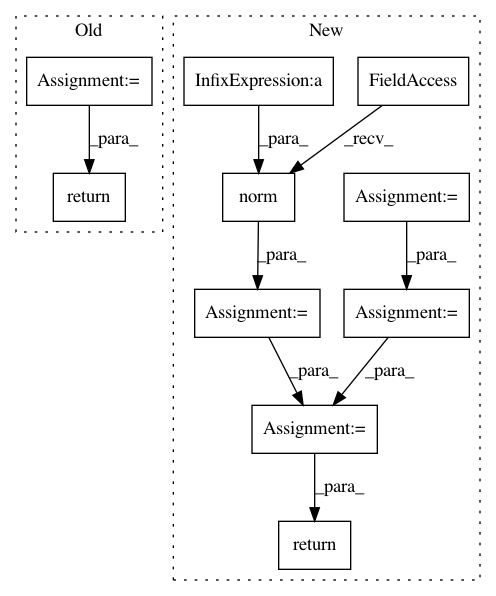 Old
New
Assignment:=
InfixExpression:a
FieldAccess
_para_
_para_
_recv_
return
norm
Assignment:=
_para_
_para_
Assignment:=
Assignment:=
_para_
_para_
Assignment:=
_para_
return